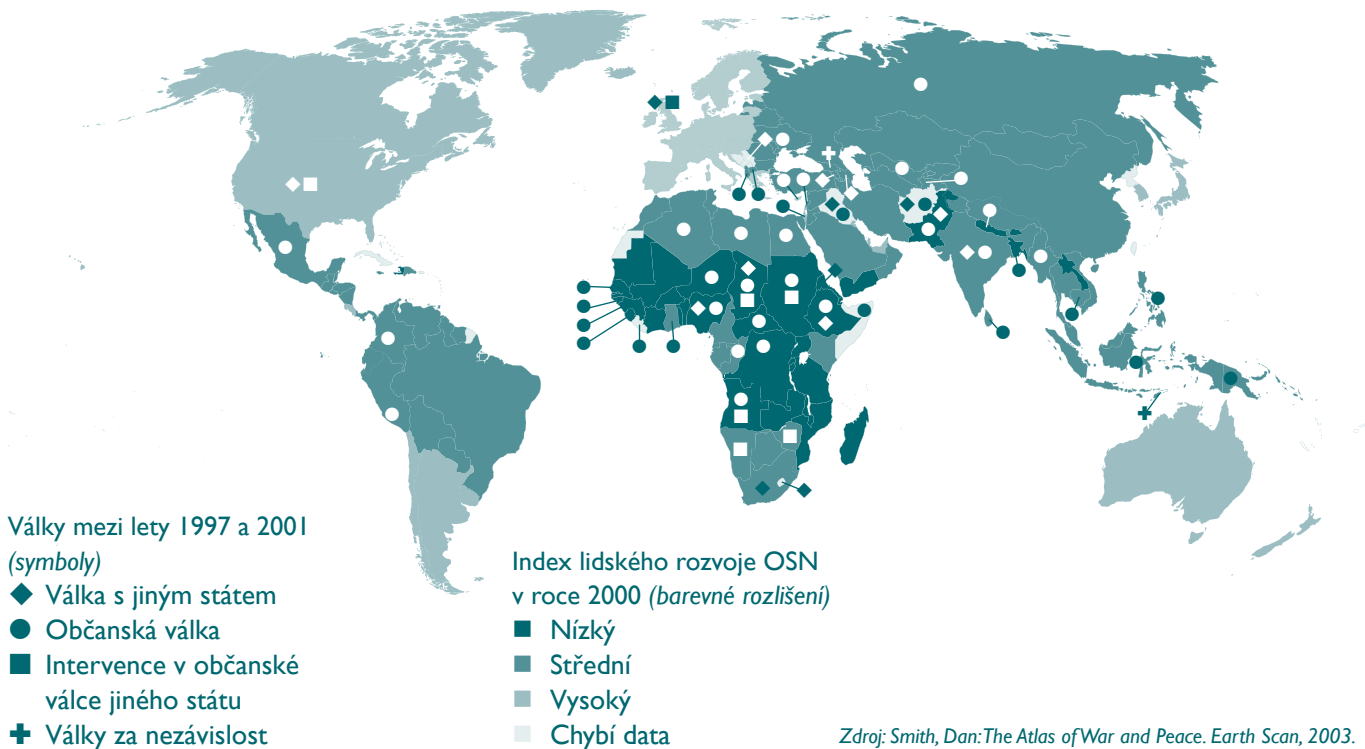 Války mezi lety 1997 a 2001
(symboly)
Válka s jiným státem
Občanská válka
Intervence v občanské
válce jiného státu
Války za nezávislost
Index lidského rozvoje OSN
v roce 2000 (barevné rozlišení)
Nízký
Střední
Vysoký
Chybí data
Zdroj: Smith, Dan: The Atlas of War and Peace. Earth Scan, 2003.